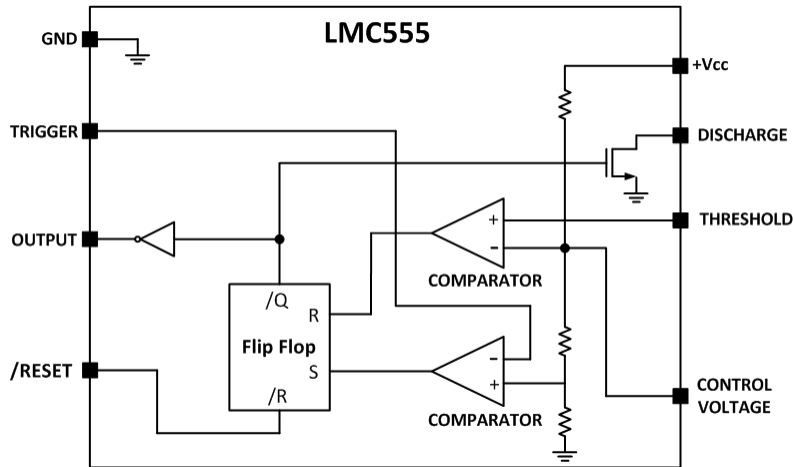 LMC555
GND
+Vcc
TRIGGER
DISCHARGE
OUTPUT
THRESHOLD
+
-
COMPARATOR
/Q
R
Flip Flop
S
/R
-
+
COMPARATOR
/RESET
CONTROL
VOLTAGE